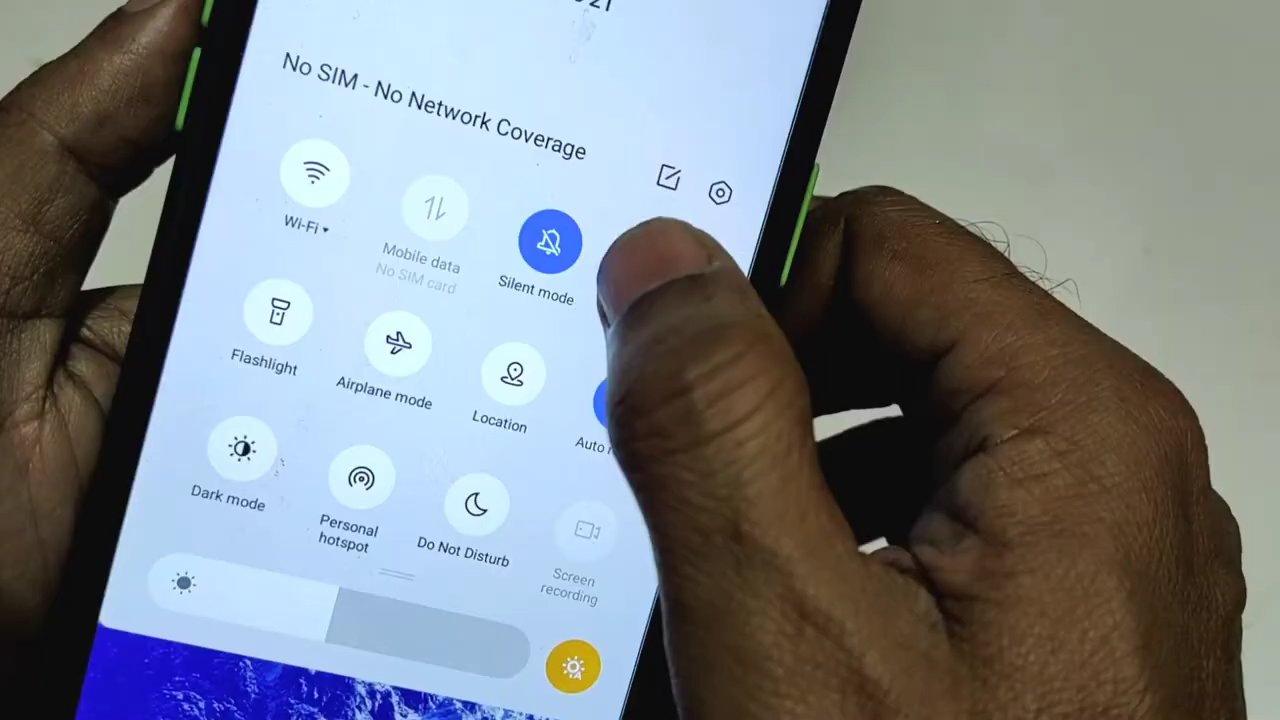 No SIM - No Network Coverage
Wi-Fi
Mobile data
No SIM card
Silent mode
Flashlight
Airplane mode
Location
Auto
Dark mode
Personal
hotspot
Do Not Disturb
Screen
recording